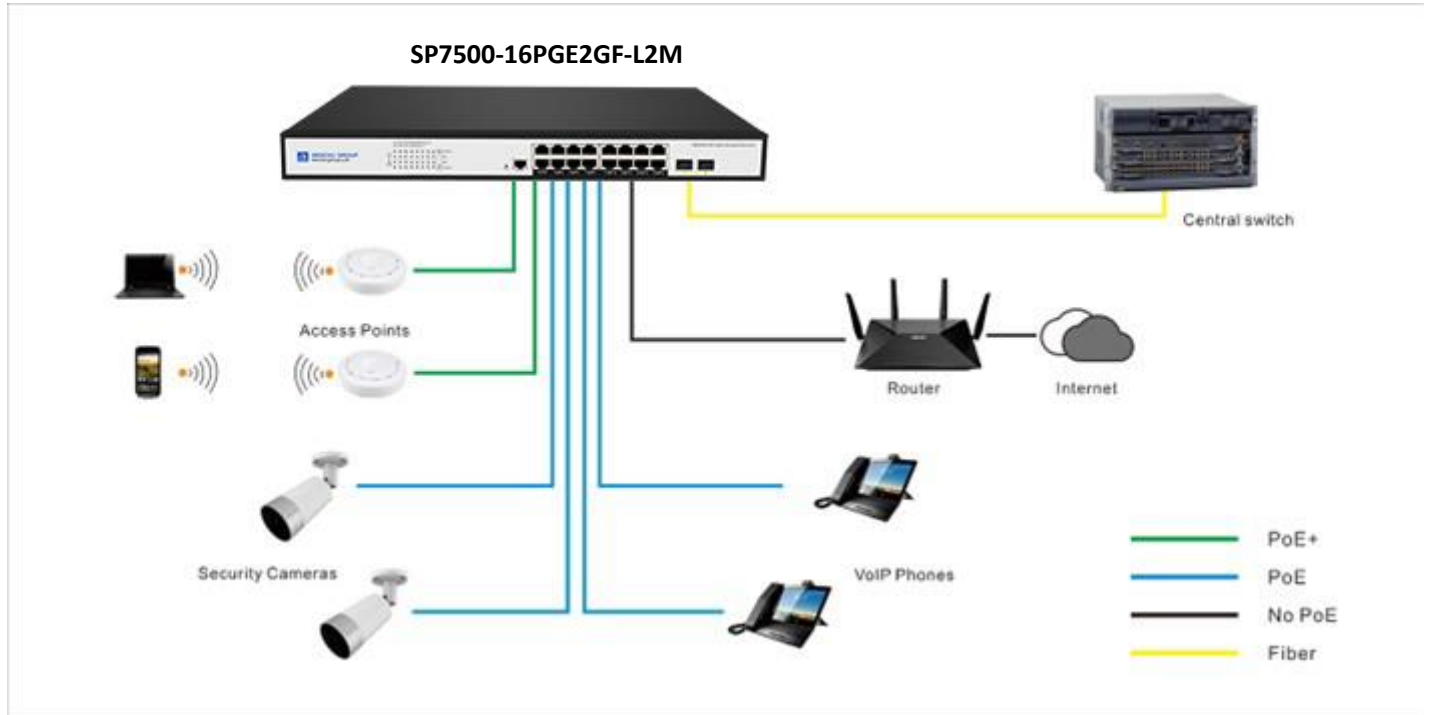 SP7500-16PGE2GF-L2M
Central switch
Access Points
Router
Internet
Security Cameras
VoIP Phones
PoE+
PoE
No PoE
Fiber